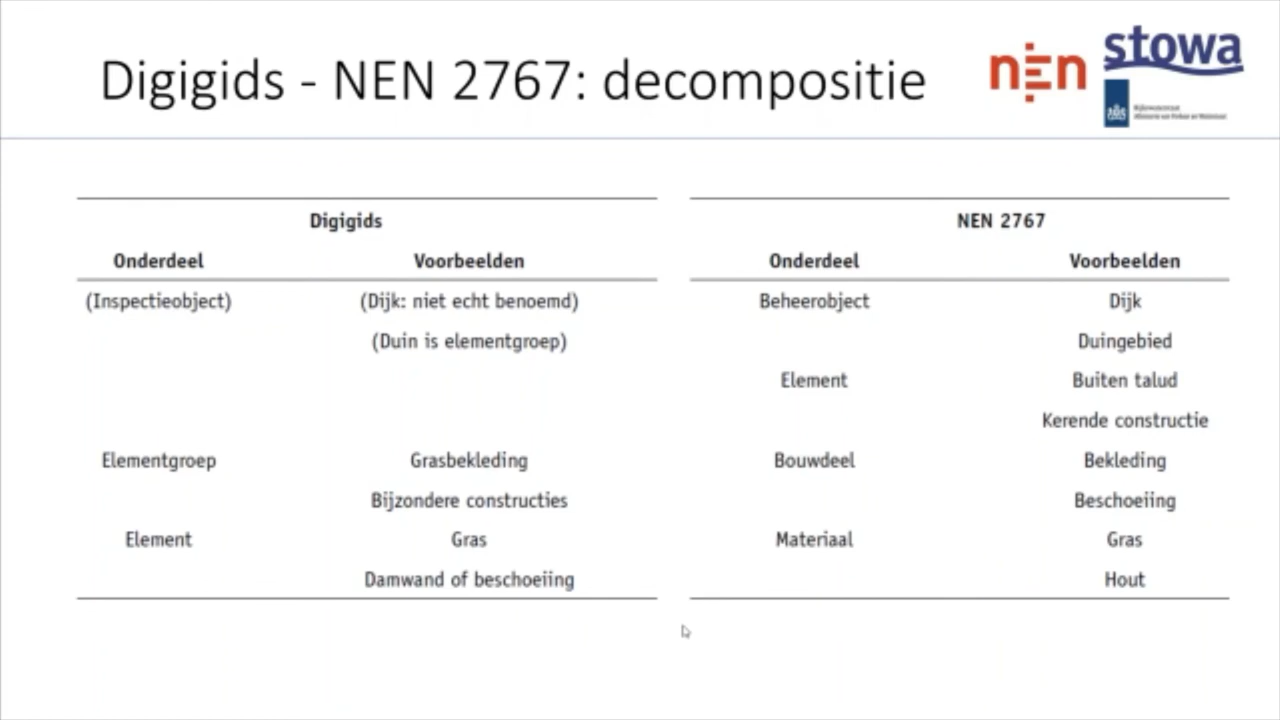 Digigids - NEN 2767: decompositie
nen
stowa
Digigids
Onderdeel Voorbeelden
(Inspectieobject) (Dijk: niet echt benoemd)
(Duin is elementgroep)
Elementgroep Grasbekleding
Bijzondere constructies
Element Gras
Damwand of beschoeiing
NEN 2767
Onderdeel Voorbeelden
Beheerobject Dijk
Duingebied
Element Buiten talud
Kerende constructie
Bouwdeel Bekleding
Beschoeiing
Materiaal Gras
Hout